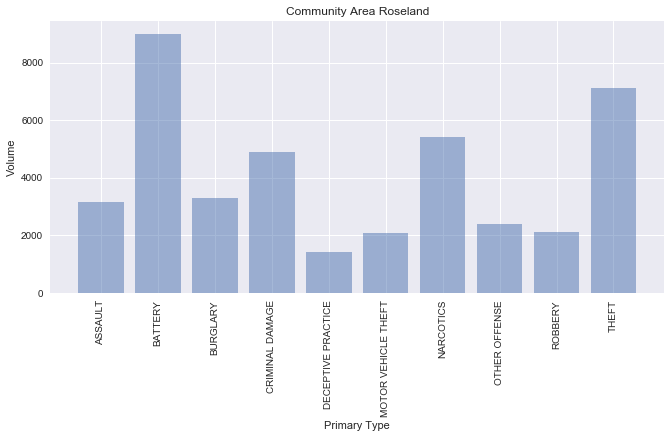 Community Area Roseland
Volume
8000
6000
4000
2000
0
ASSAULT
BATTERY
BURGLARY
CRIMINAL DAMAGE
DECEPTIVE PRACTICE
MOTOR VEHICLE THEFT
NARCOTICS
OTHER OFFENSE
ROBBERY
THEFT
Primary Type